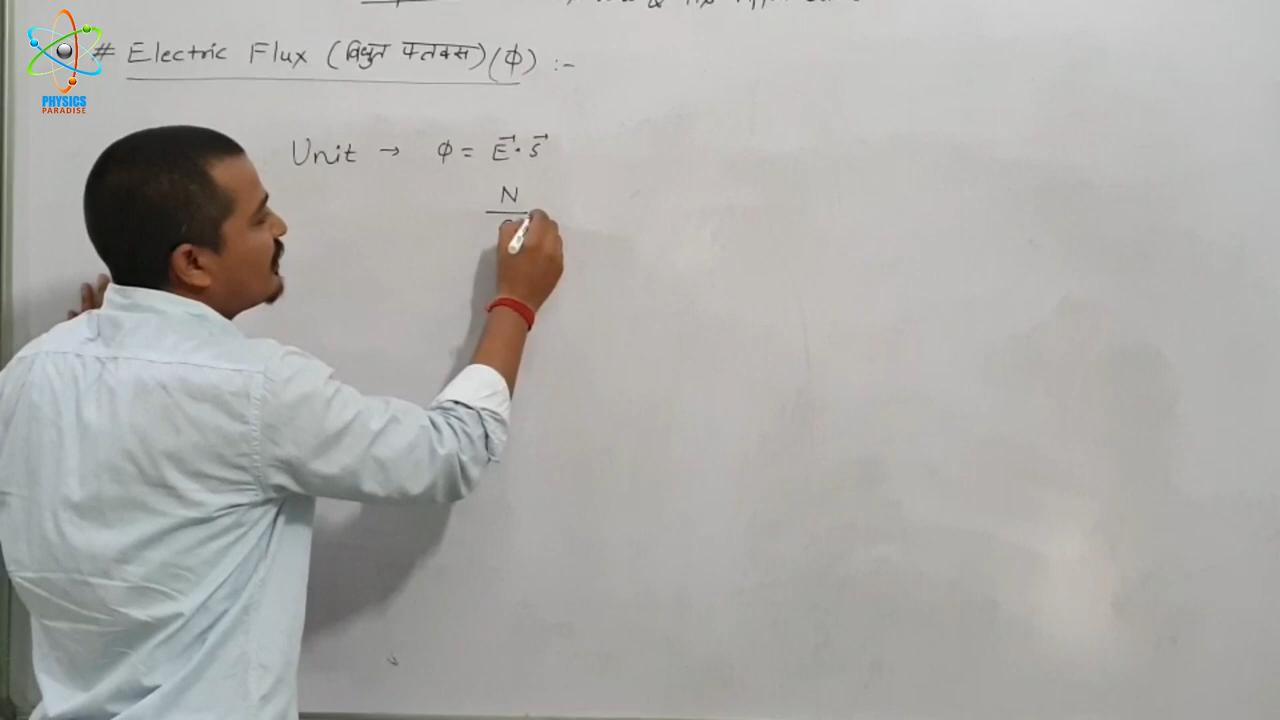 # Electric Flux (विधुत फ्लक्स) (ϕ) :-
PHYSICS
PARADISE
Unit → ϕ = E⃗ · s⃗
N